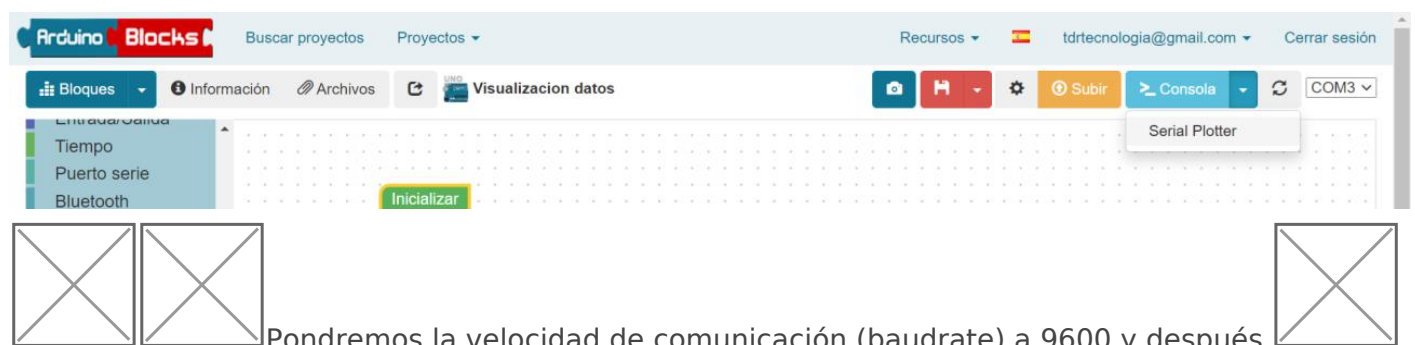 Arduino Blocks Buscar proyectos Proyectos Recursos tdrtecnologia@gmail.com Cerrar sesión
Bloques Información Archivos UNO Visualizacion datos Subir Consola COM3
Entrada/Salida
Serial Plotter
Tiempo
Puerto serie
Bluetooth
Inicializar
Pondremos la velocidad de comunicación (baudrate) a 9600 y después